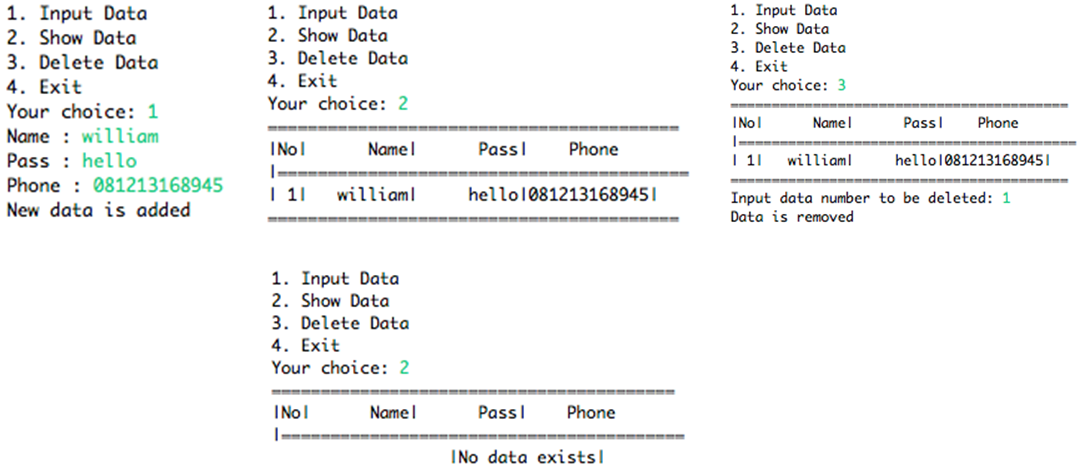 1. Input Data
2. Show Data
3. Delete Data
4. Exit
Your choice: 1
Name : william
Pass : hello
Phone : 081213168945
New data is added
1. Input Data
2. Show Data
3. Delete Data
4. Exit
Your choice: 2
==========================================
|No|      Name|      Pass|    Phone
|==========================================
| 1|   william|     hello|081213168945|
==========================================
1. Input Data
2. Show Data
3. Delete Data
4. Exit
Your choice: 3
==========================================
|No|      Name|      Pass|    Phone
|==========================================
| 1|   william|     hello|081213168945|
==========================================
Input data number to be deleted: 1
Data is removed
1. Input Data
2. Show Data
3. Delete Data
4. Exit
Your choice: 2
==========================================
|No|      Name|      Pass|    Phone
|==========================================
|No data exists|